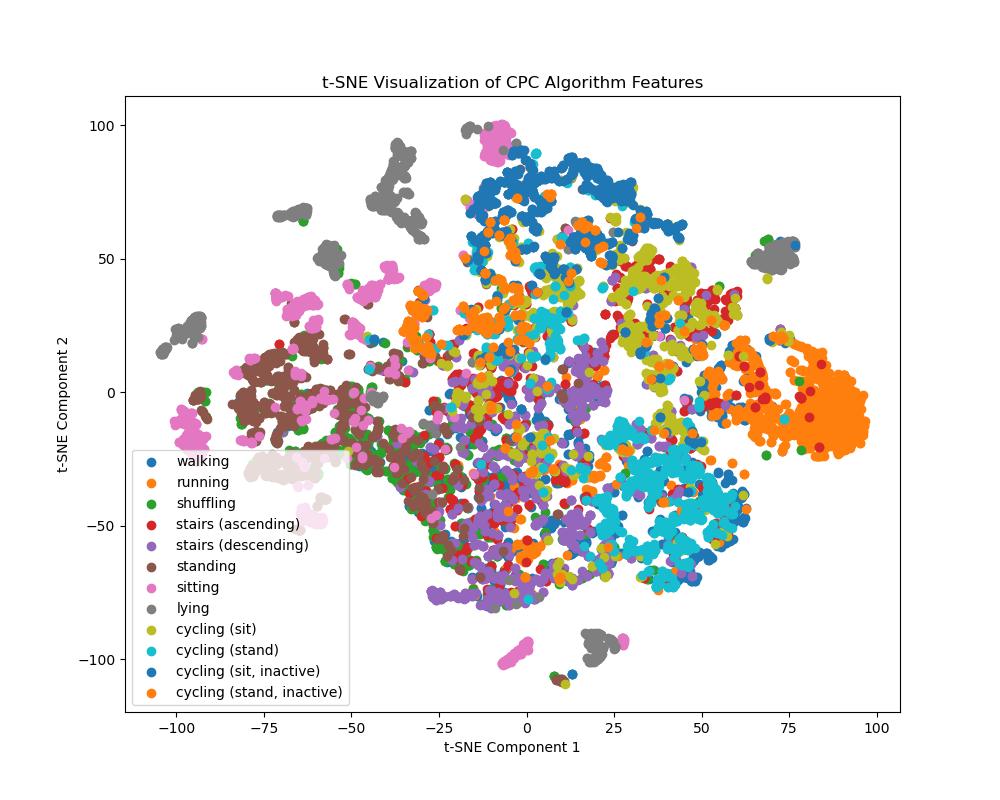 t-SNE Visualization of CPC Algorithm Features
t-SNE Component 2
100
50
0
−50
−100
walking
running
shuffling
stairs (ascending)
stairs (descending)
standing
sitting
lying
cycling (sit)
cycling (stand)
cycling (sit, inactive)
cycling (stand, inactive)
−100
−75
−50
−25
0
25
50
75
100
t-SNE Component 1